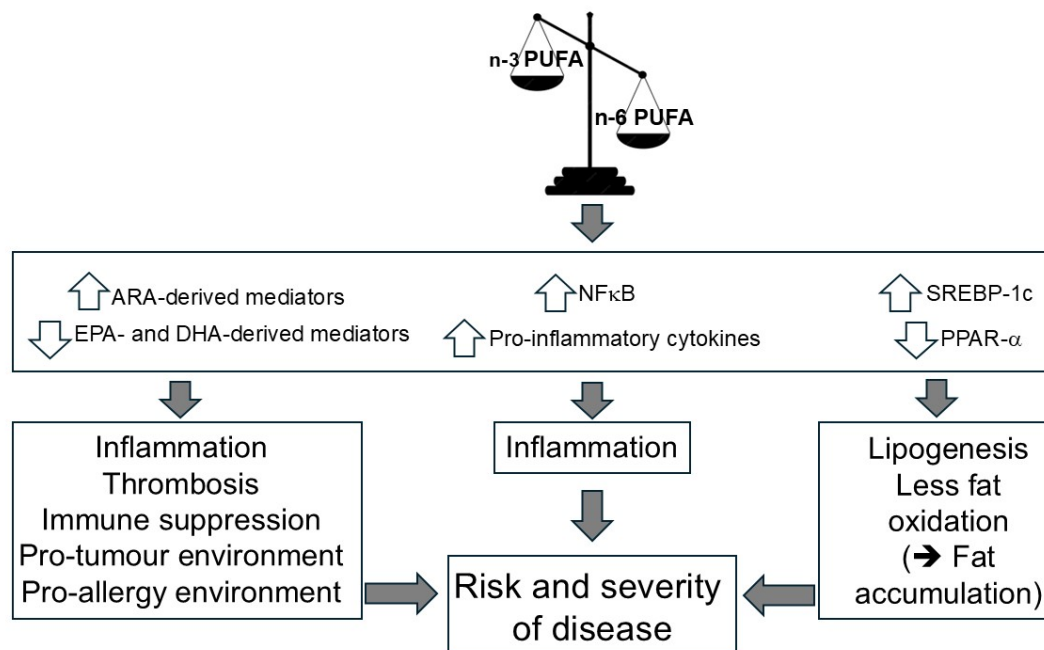 n-3 PUFA
n-6 PUFA
ARA-derived mediators
EPA- and DHA-derived mediators
NFκB
Pro-inflammatory cytokines
SREBP-1c
PPAR-α
Inflammation
Thrombosis
Immune suppression
Pro-tumour environment
Pro-allergy environment
Inflammation
Lipogenesis
Less fat
oxidation
(➔ Fat
accumulation)
Risk and severity
of disease